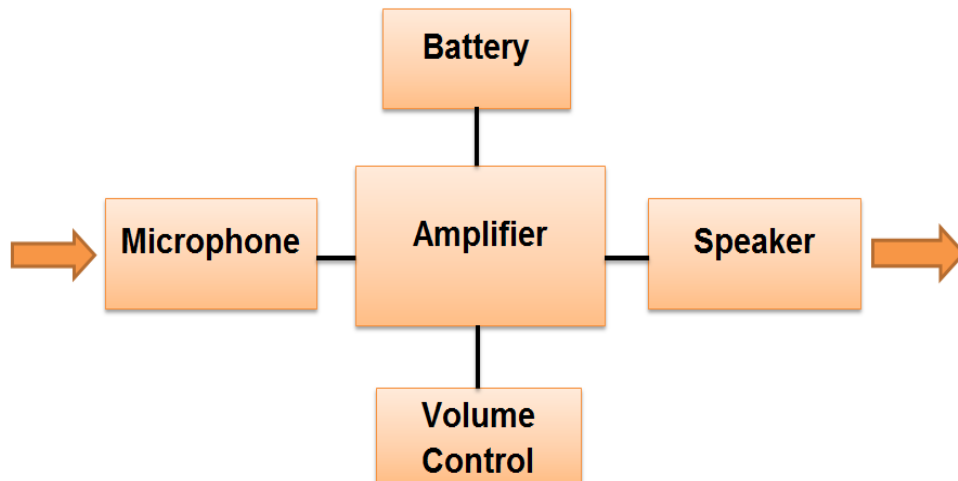 Battery
Microphone
Amplifier
Speaker
Volume
Control